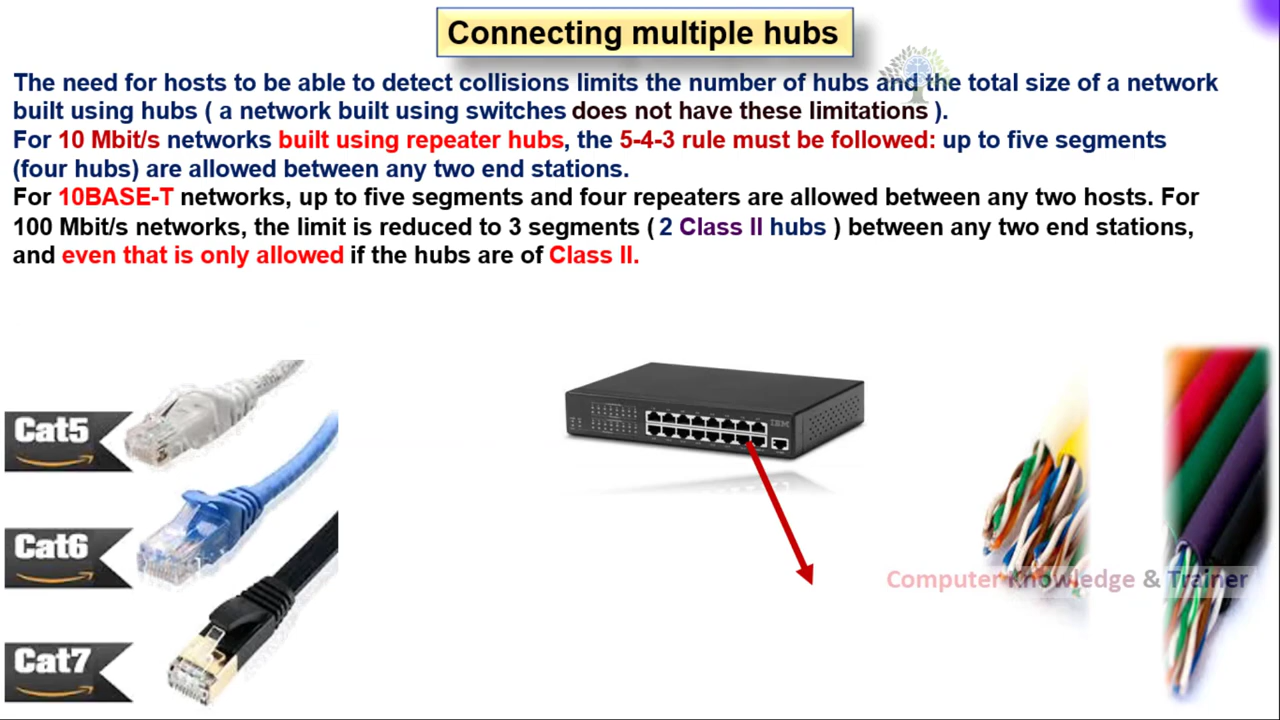 Connecting multiple hubs
The need for hosts to be able to detect collisions limits the number of hubs and the total size of a network
built using hubs ( a network built using switches does not have these limitations ).
For 10 Mbit/s networks built using repeater hubs, the 5-4-3 rule must be followed: up to five segments
(four hubs) are allowed between any two end stations.
For 10BASE-T networks, up to five segments and four repeaters are allowed between any two hosts. For
100 Mbit/s networks, the limit is reduced to 3 segments ( 2 Class II hubs ) between any two end stations,
and even that is only allowed if the hubs are of Class II.
Cat5
IBM
Cat6
Computer Knowledge & Trainer
Cat7